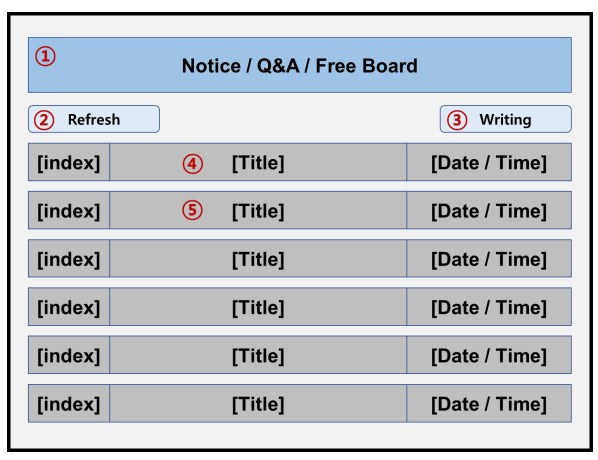 ① Notice / Q&A / Free Board
② Refresh ③ Writing
[index] ④ [Title] [Date / Time]
[index] ⑤ [Title] [Date / Time]
[index] [Title] [Date / Time]
[index] [Title] [Date / Time]
[index] [Title] [Date / Time]
[index] [Title] [Date / Time]